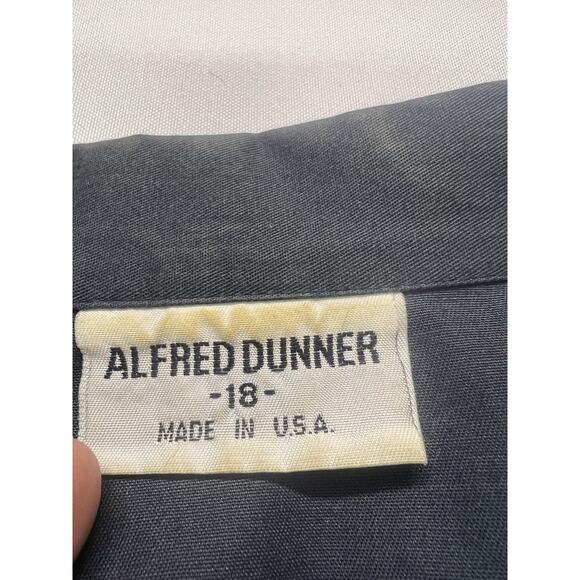 ALFRED DUNNER
-18-
MADE IN U.S.A.